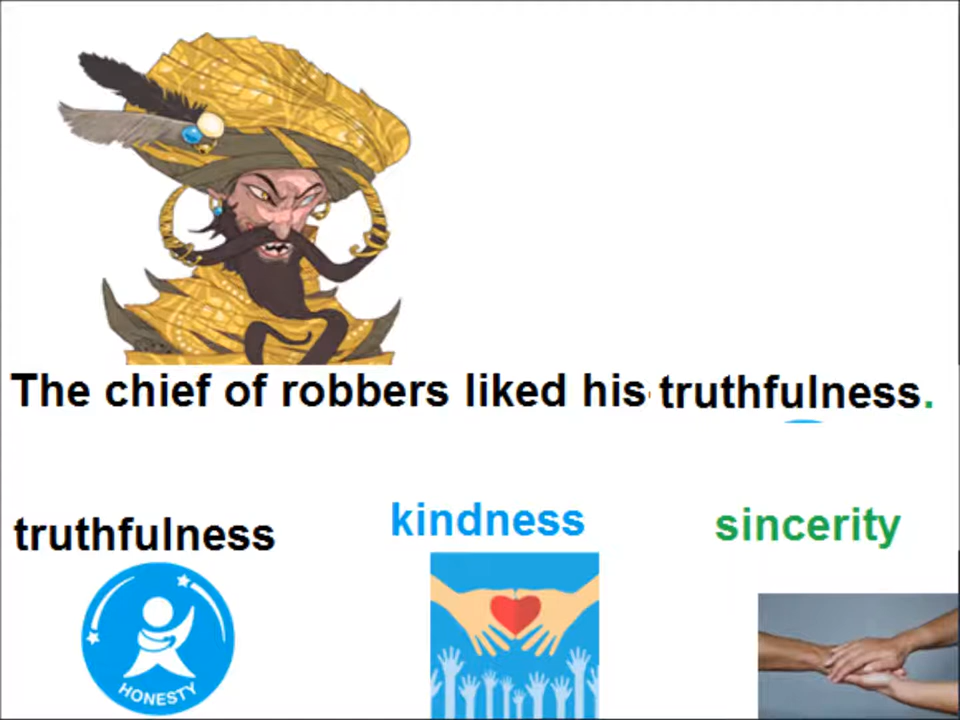 The chief of robbers liked his truthfulness.
truthfulness
kindness
sincerity
HONESTY